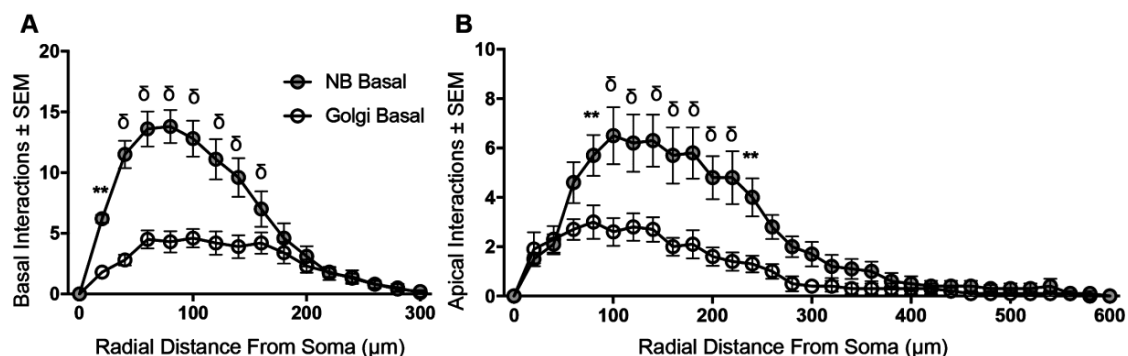 A
Basal Interactions ± SEM
20
15
10
5
0
**
δ
δ
δ
δ
δ
δ
δ
NB Basal
Golgi Basal
0
100
200
300
Radial Distance From Soma (µm)
B
Apical Interactions ± SEM
10
8
6
4
2
0
**
δ
δ
δ
δ
δ
δ
δ
**
0
100
200
300
400
500
600
Radial Distance From Soma (µm)